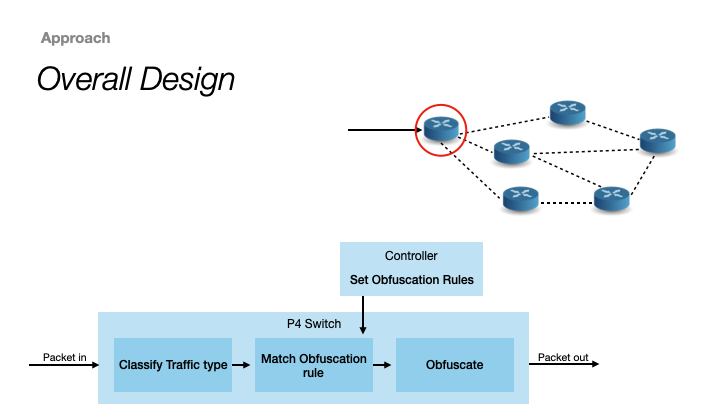 Approach
Overall Design
Controller
Set Obfuscation Rules
P4 Switch
Packet in
Classify Traffic type
Match Obfuscation
rule
Obfuscate
Packet out